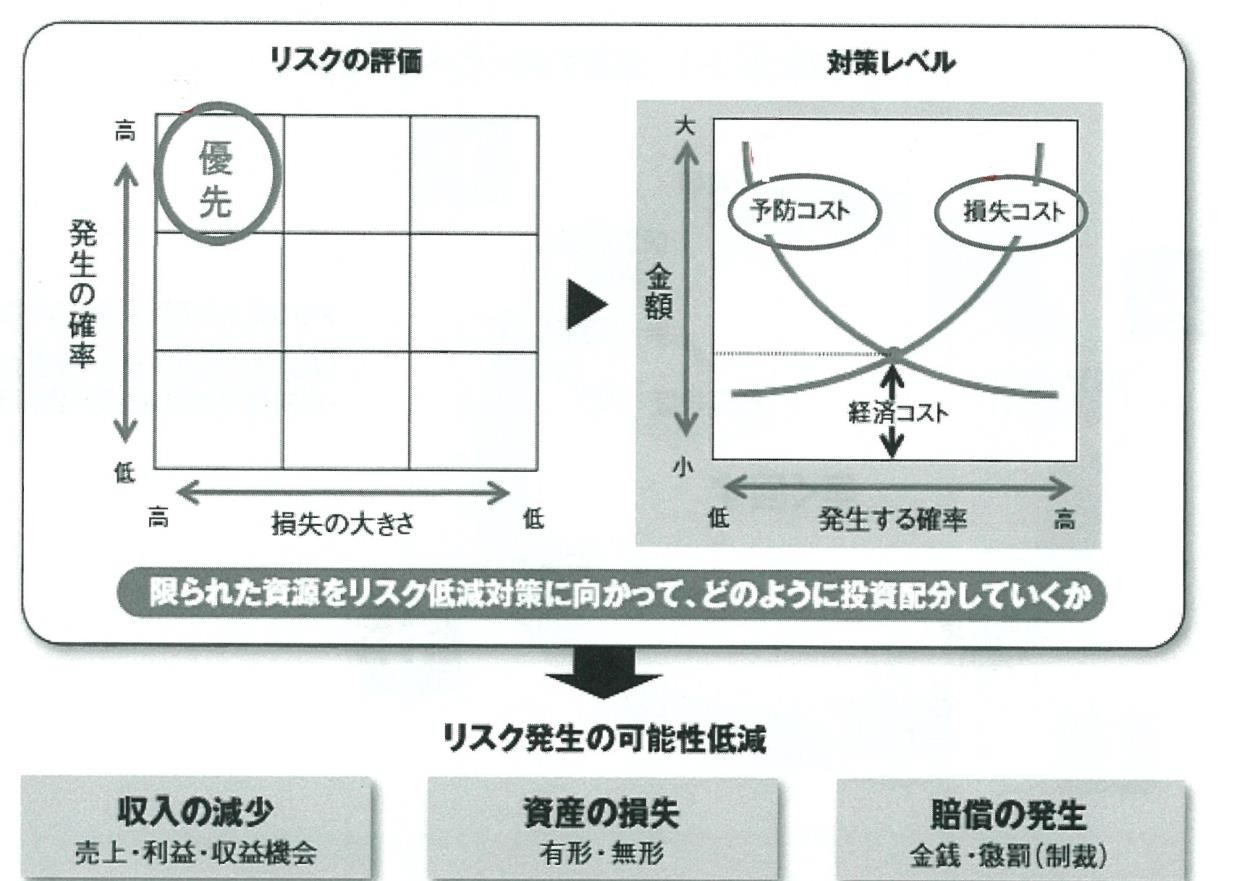 リスクの評価
高
優先
発生の確率
低
高
損失の大きさ
低
対策レベル
大
予防コスト
損失コスト
金額
経済コスト
小
低
発生する確率
高
限られた資源をリスク低減対策に向かって、どのように投資配分していくか
リスク発生の可能性低減
収入の減少
売上・利益・収益機会
資産の損失
有形・無形
賠償の発生
金銭・懲罰(制裁)